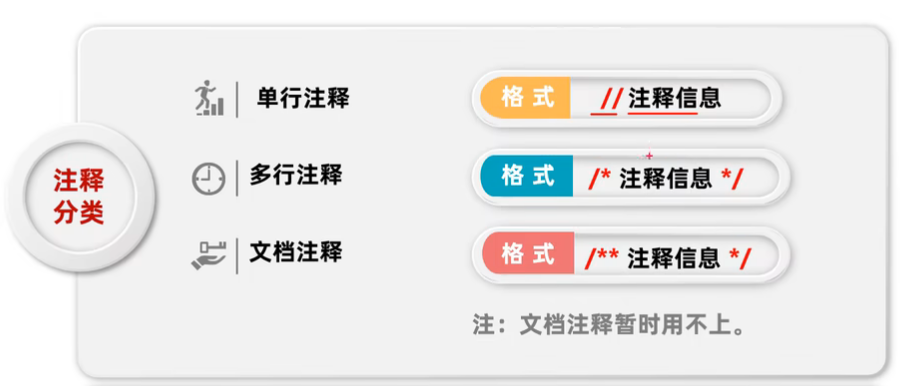 注释
分类
单行注释
格式 // 注释信息
多行注释
格式 /* 注释信息 */
文档注释
格式 /** 注释信息 */
注：文档注释暂时用不上。